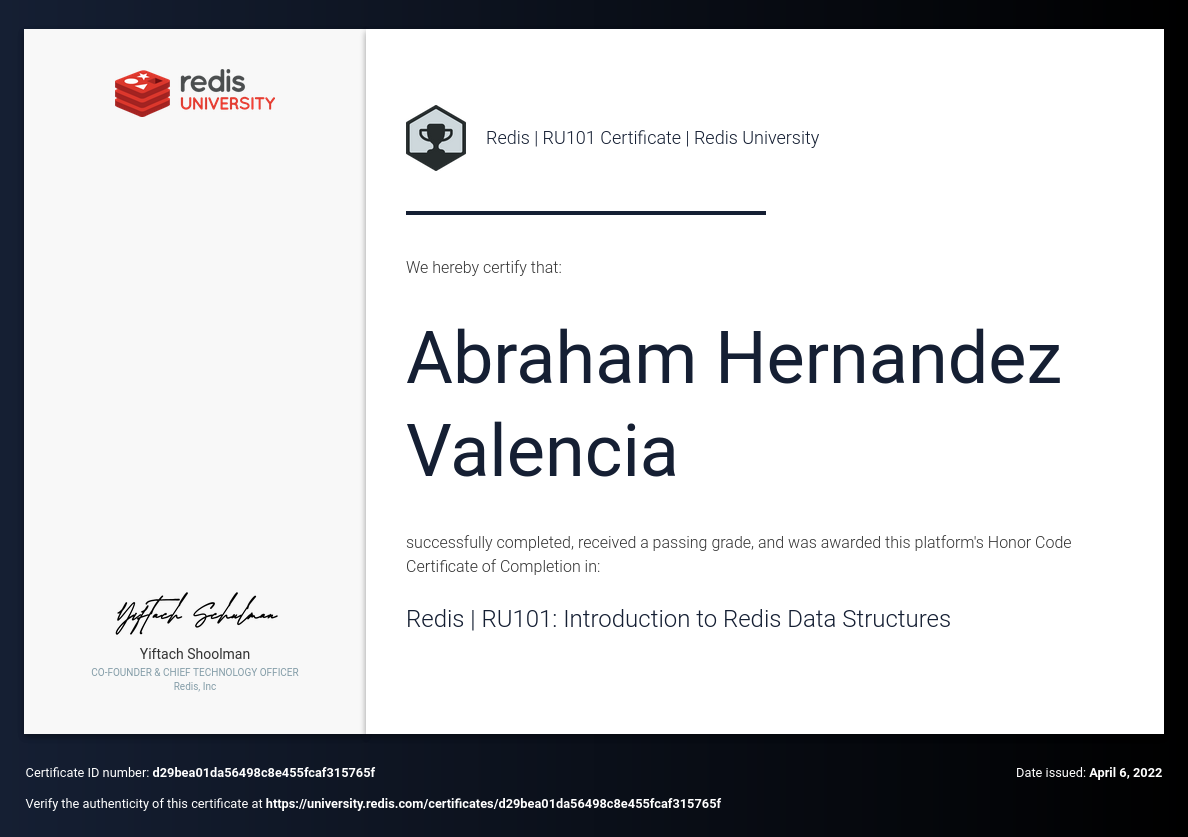 redis
UNIVERSITY
Redis | RU101 Certificate | Redis University
We hereby certify that:
Abraham Hernandez
Valencia
successfully completed, received a passing grade, and was awarded this platform's Honor Code
Certificate of Completion in:
Redis | RU101: Introduction to Redis Data Structures
Yiftach Schulman
Yiftach Shoolman
CO-FOUNDER & CHIEF TECHNOLOGY OFFICER
Redis, Inc
Certificate ID number: d29bea01da56498c8e455fcaf315765f
Date issued: April 6, 2022
Verify the authenticity of this certificate at https://university.redis.com/certificates/d29bea01da56498c8e455fcaf315765f